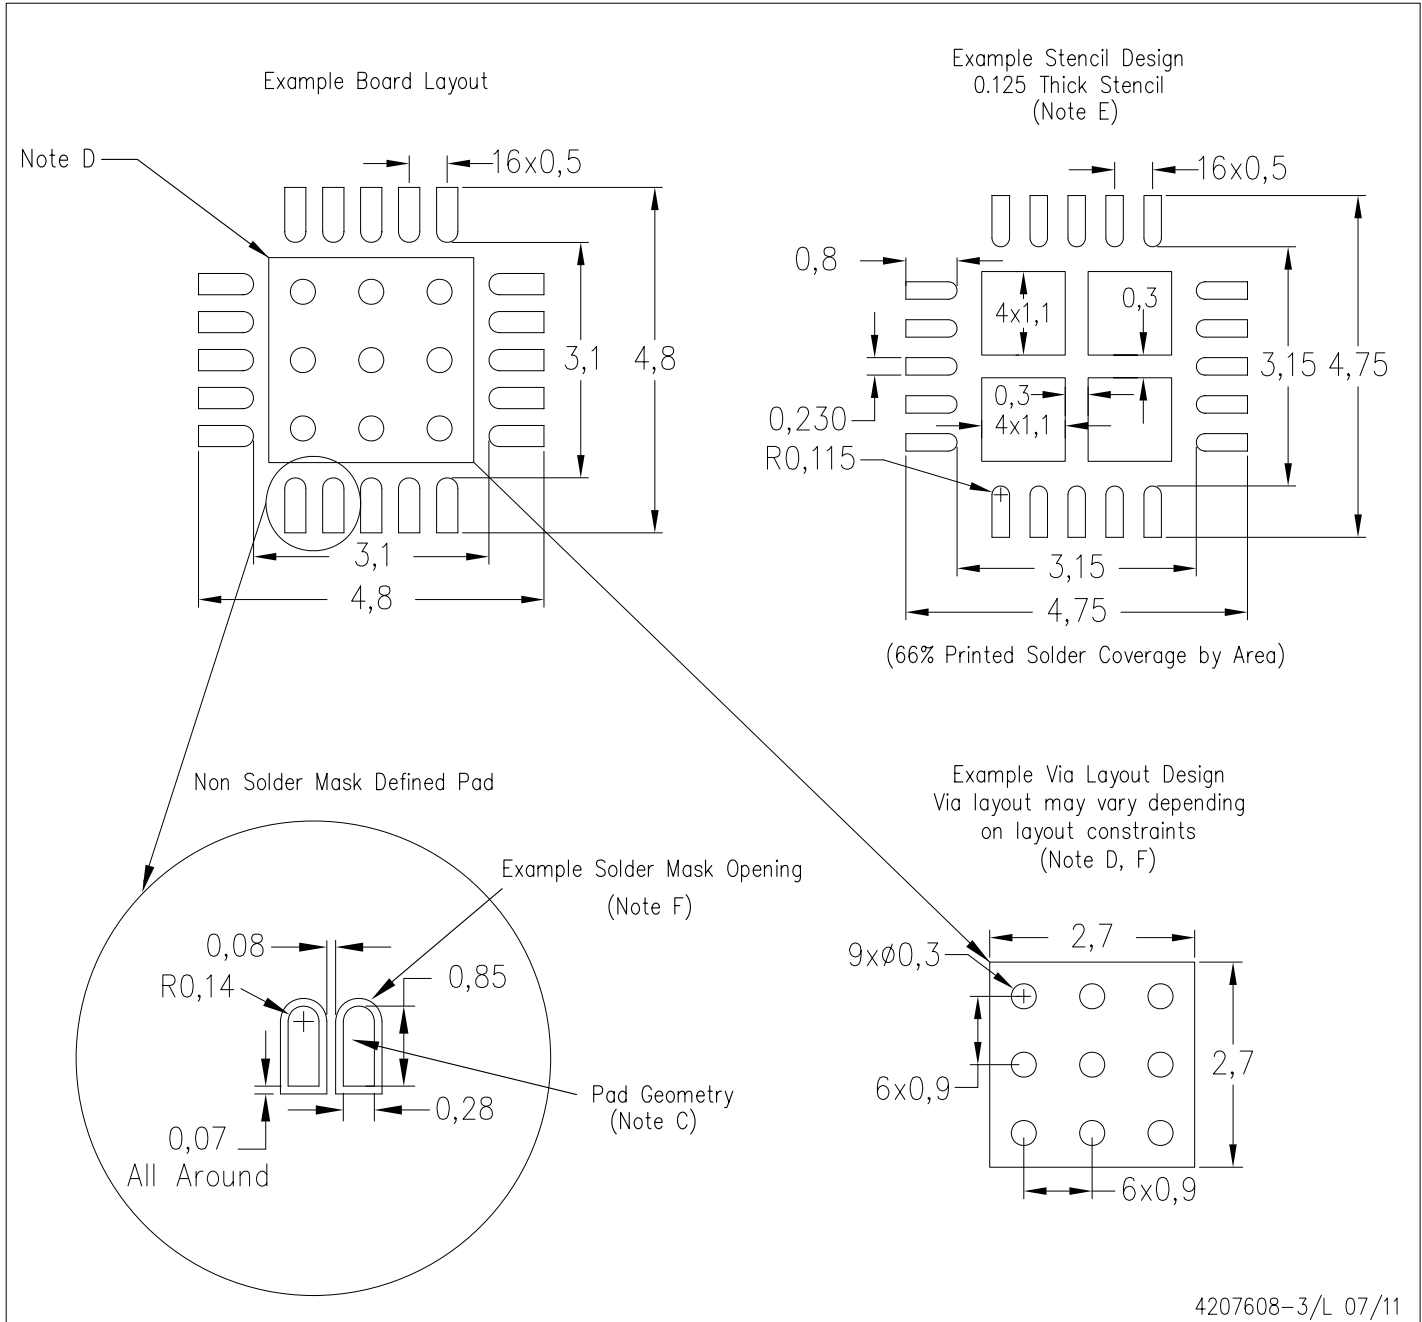 Example Board Layout
Note D
16x0,5
3,1
4,8
3,1
4,8
Example Stencil Design
0.125 Thick Stencil
(Note E)
16x0,5
0,8
4x1,1
0,3
0,3
4x1,1
0,230
R0,115
3,15
4,75
3,15
4,75
(66% Printed Solder Coverage by Area)
Non Solder Mask Defined Pad
Example Solder Mask Opening
(Note F)
0,08
R0,14
0,85
0,28
Pad Geometry
(Note C)
0,07
All Around
Example Via Layout Design
Via layout may vary depending
on layout constraints
(Note D, F)
2,7
9xø0,3
2,7
6x0,9
6x0,9
4207608-3/L 07/11